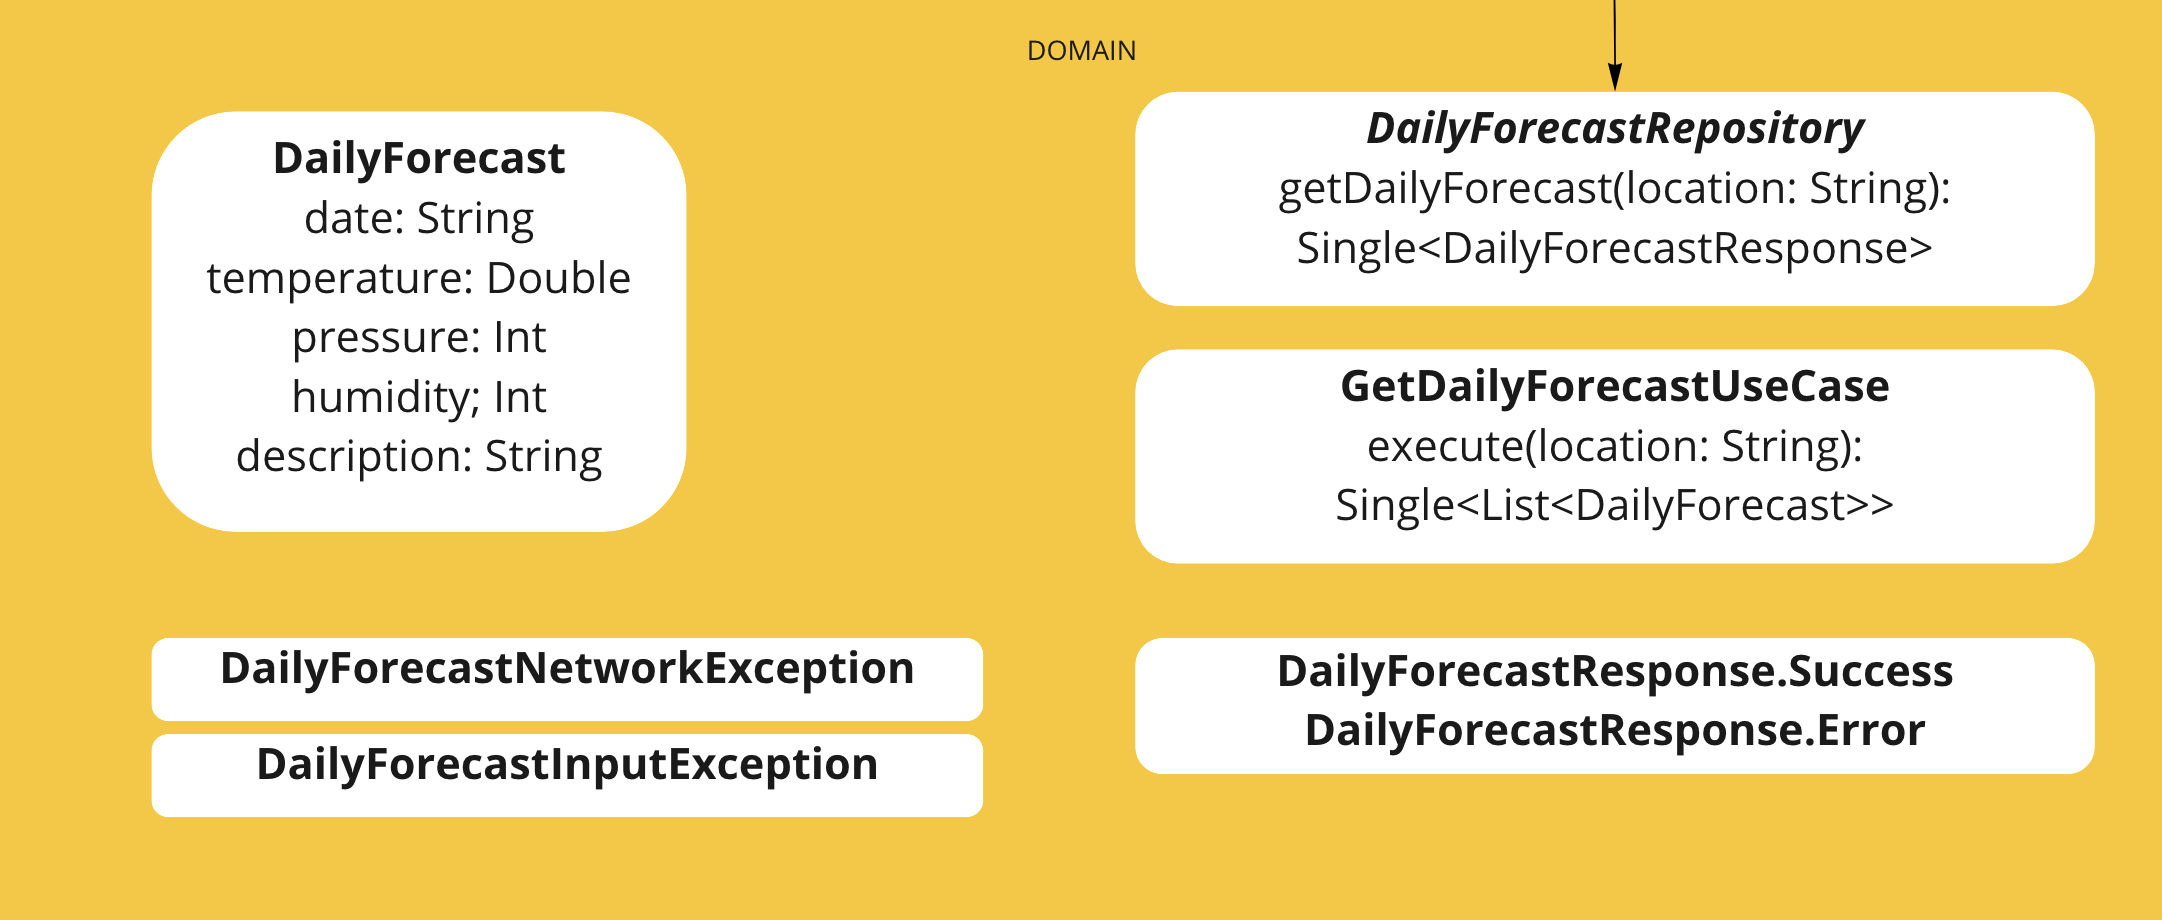 DOMAIN
DailyForecast
date: String
temperature: Double
pressure: Int
humidity; Int
description: String
DailyForecastRepository
getDailyForecast(location: String):
Single<DailyForecastResponse>
GetDailyForecastUseCase
execute(location: String):
Single<List<DailyForecast>>
DailyForecastNetworkException
DailyForecastInputException
DailyForecastResponse.Success
DailyForecastResponse.Error